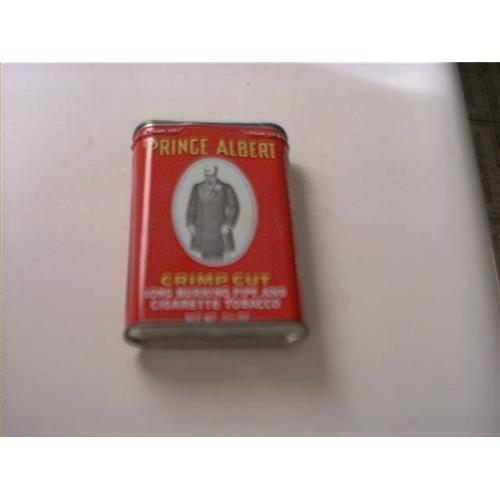 PRINCE ALBERT
CRIMP CUT
LONG BURNING PIPE AND
CIGARETTE TOBACCO